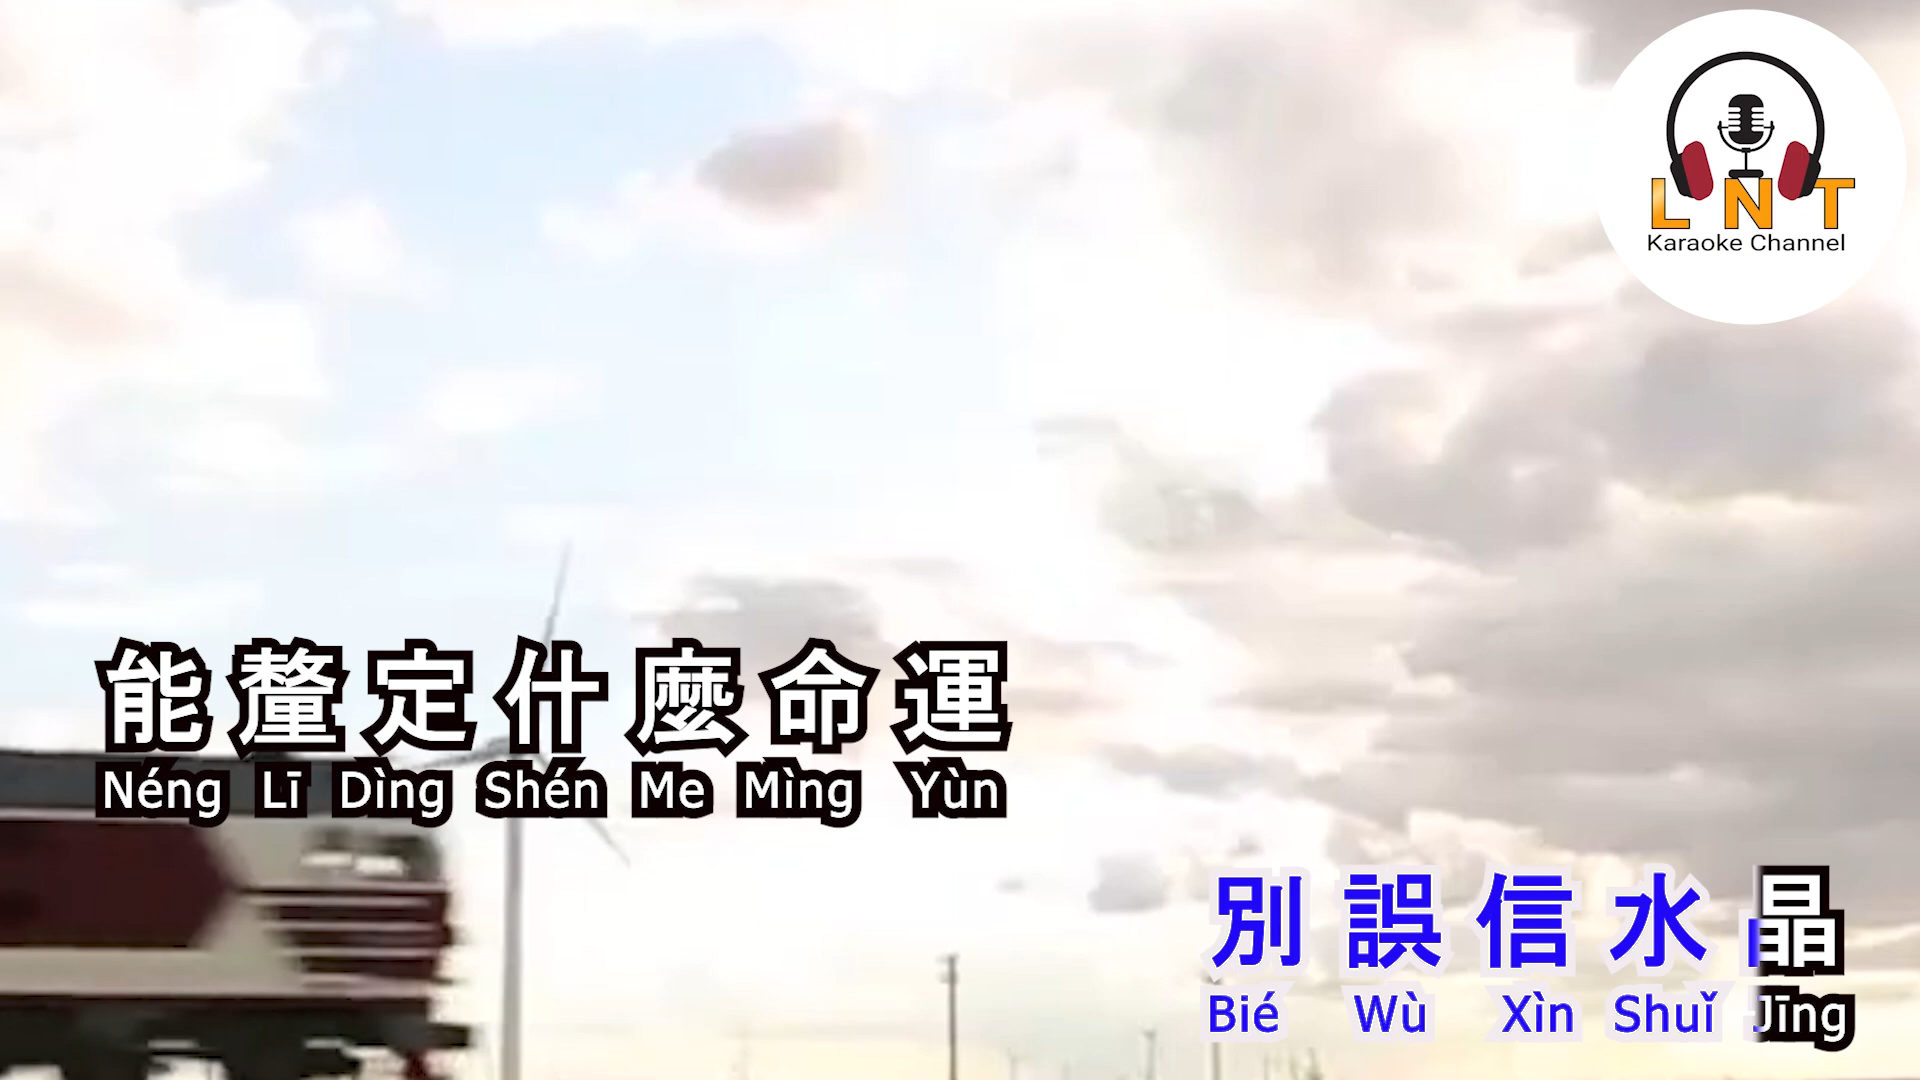 L N T
Karaoke Channel
能釐定什麼命運
Néng Lī Dìng Shén Me Mìng Yùn
別誤信水晶
Bié Wù Xìn Shuǐ Jīng